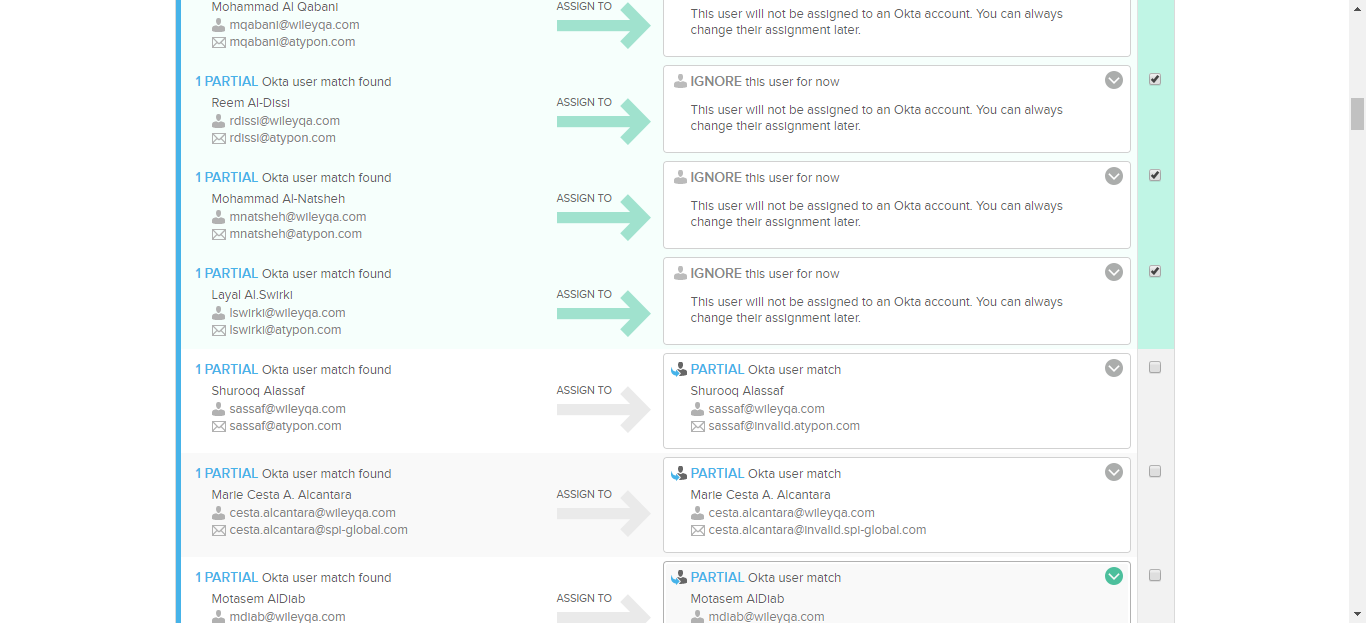 Mohammad Al Qabani
mqabani@wileyqa.com
mqabani@atypon.com
ASSIGN TO
This user will not be assigned to an Okta account. You can always
change their assignment later.
1 PARTIAL Okta user match found
Reem Al-Dissi
rdissi@wileyqa.com
rdissi@atypon.com
ASSIGN TO
IGNORE this user for now
This user will not be assigned to an Okta account. You can always
change their assignment later.
1 PARTIAL Okta user match found
Mohammad Al-Natsheh
mnatsheh@wileyqa.com
mnatsheh@atypon.com
ASSIGN TO
IGNORE this user for now
This user will not be assigned to an Okta account. You can always
change their assignment later.
1 PARTIAL Okta user match found
Layal Al.Swirki
lswirki@wileyqa.com
lswirki@atypon.com
ASSIGN TO
IGNORE this user for now
This user will not be assigned to an Okta account. You can always
change their assignment later.
1 PARTIAL Okta user match found
Shurooq Alassaf
sassaf@wileyqa.com
sassaf@atypon.com
ASSIGN TO
PARTIAL Okta user match
Shurooq Alassaf
sassaf@wileyqa.com
sassaf@invalid.atypon.com
1 PARTIAL Okta user match found
Marie Cesta A. Alcantara
cesta.alcantara@wileyqa.com
cesta.alcantara@spi-global.com
ASSIGN TO
PARTIAL Okta user match
Marie Cesta A. Alcantara
cesta.alcantara@wileyqa.com
cesta.alcantara@invalid.spi-global.com
1 PARTIAL Okta user match found
Motasem AlDiab
mdiab@wileyqa.com
ASSIGN TO
PARTIAL Okta user match
Motasem AlDiab
mdiab@wileyqa.com